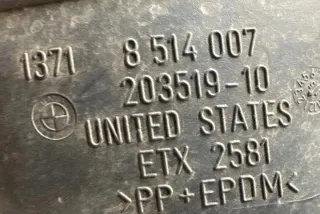 1371 8 514 007
203519-10
UNITED STATES
ETX 2581
>PP+EPDM<